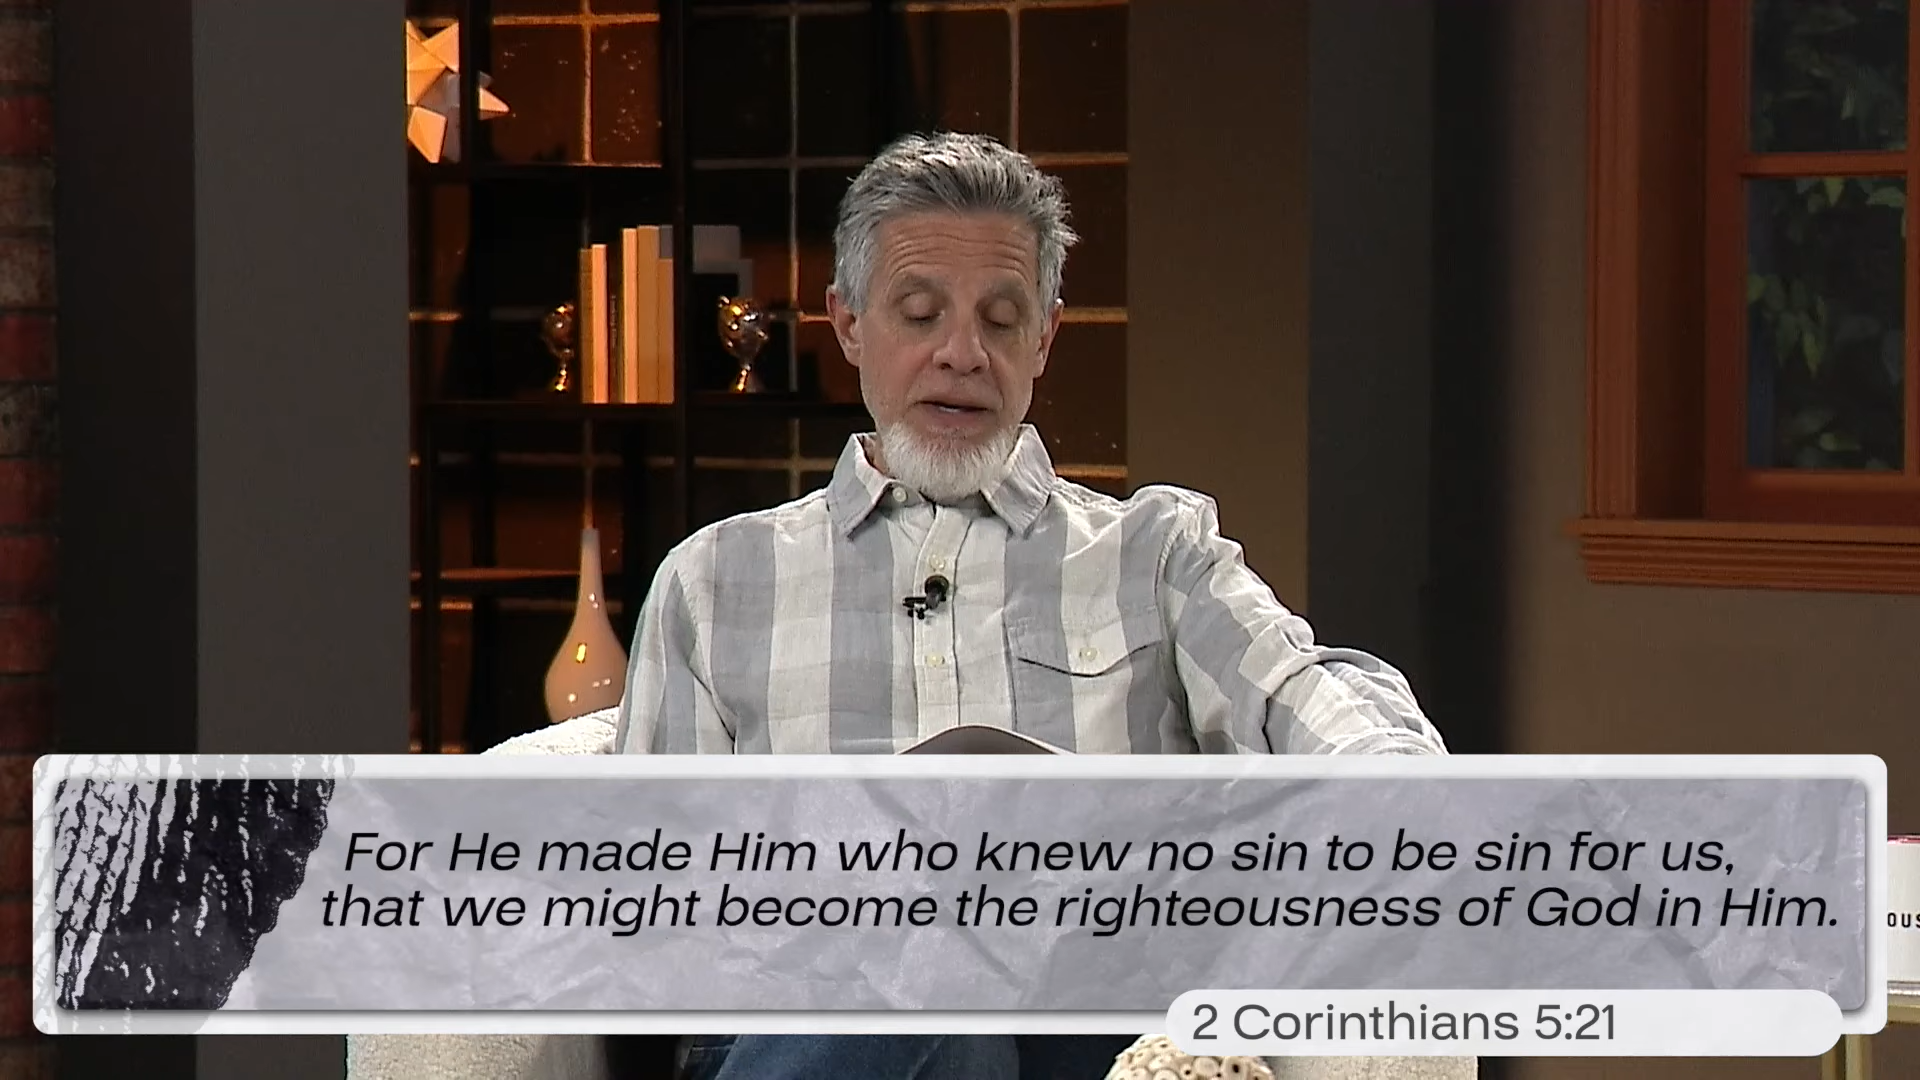 For He made Him who knew no sin to be sin for us,
that we might become the righteousness of God in Him.
2 Corinthians 5:21